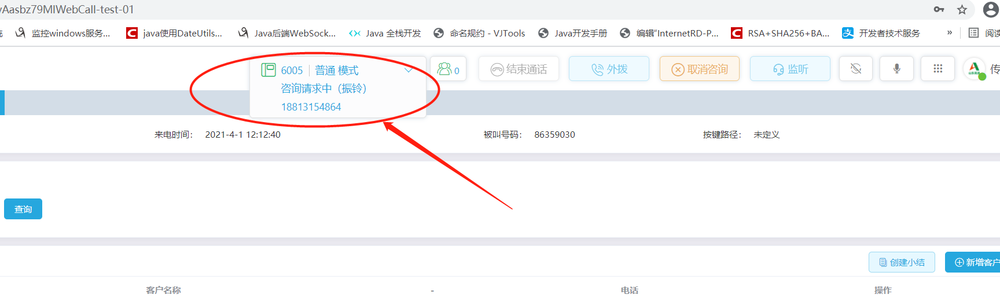 yAasbz79MIWebCall-test-01
监控windows服务... java使用DateUtils... Java后端WebSock... Java 全栈开发 命名规约 - VJTools Java开发手册 编辑"InternetRD-P... RSA+SHA256+BA... 开发者技术服务 » 阅读
6005 普通 模式 0 结束通话 外拨 取消咨询 监听 传
咨询请求中（振铃）
18813154864
来电时间： 2021-4-1 12:12:40 被叫号码： 86359030 按键路径： 未定义
查询
创建小结 新增客户
客户名称 - 电话 操作